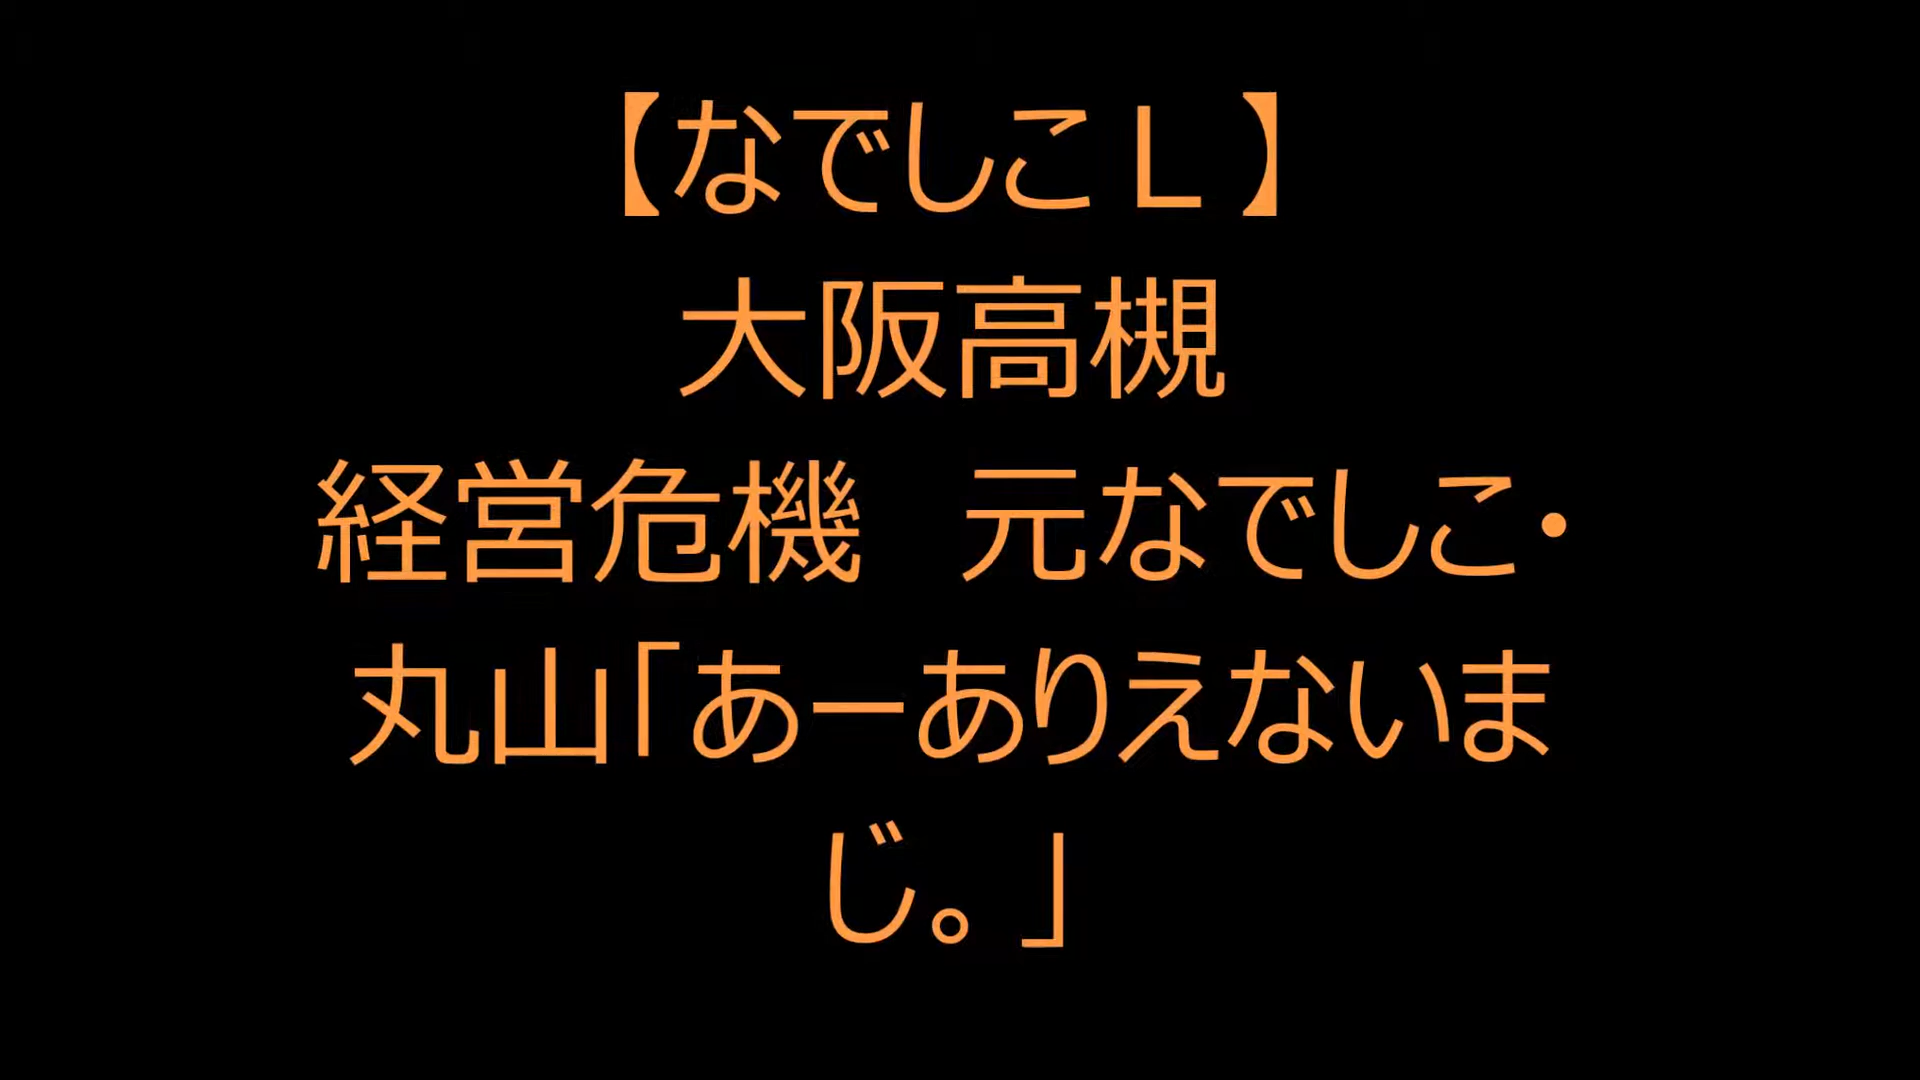 【なでしこＬ】
大阪高槻
経営危機　元なでしこ・
丸山「あーありえないま
じ。」